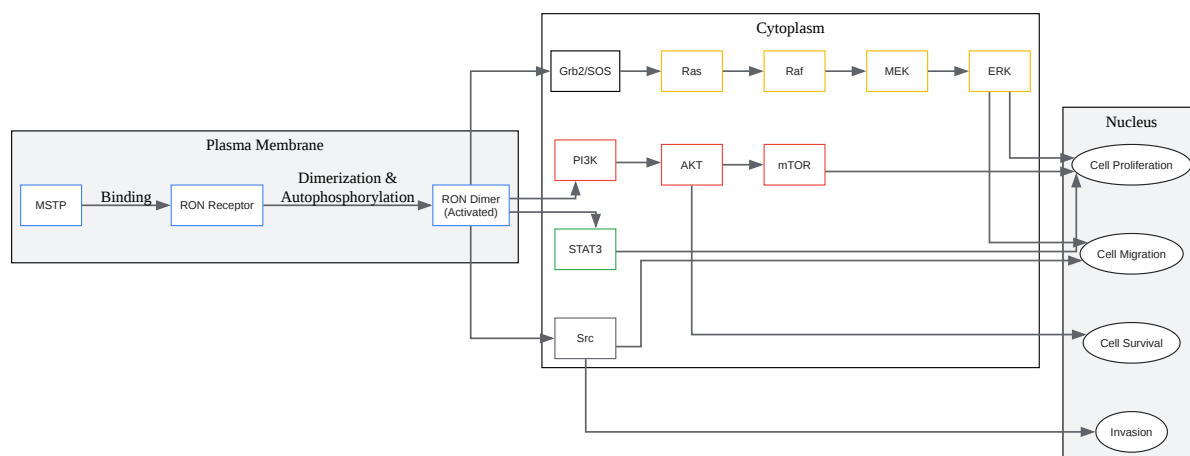 Cytoplasm
Grb2/SOS
Ras
Raf
MEK
ERK
Plasma Membrane
MSTP
Binding
RON Receptor
Dimerization &
Autophosphorylation
RON Dimer
(Activated)
PI3K
AKT
mTOR
STAT3
Src
Nucleus
Cell Proliferation
Cell Migration
Cell Survival
Invasion